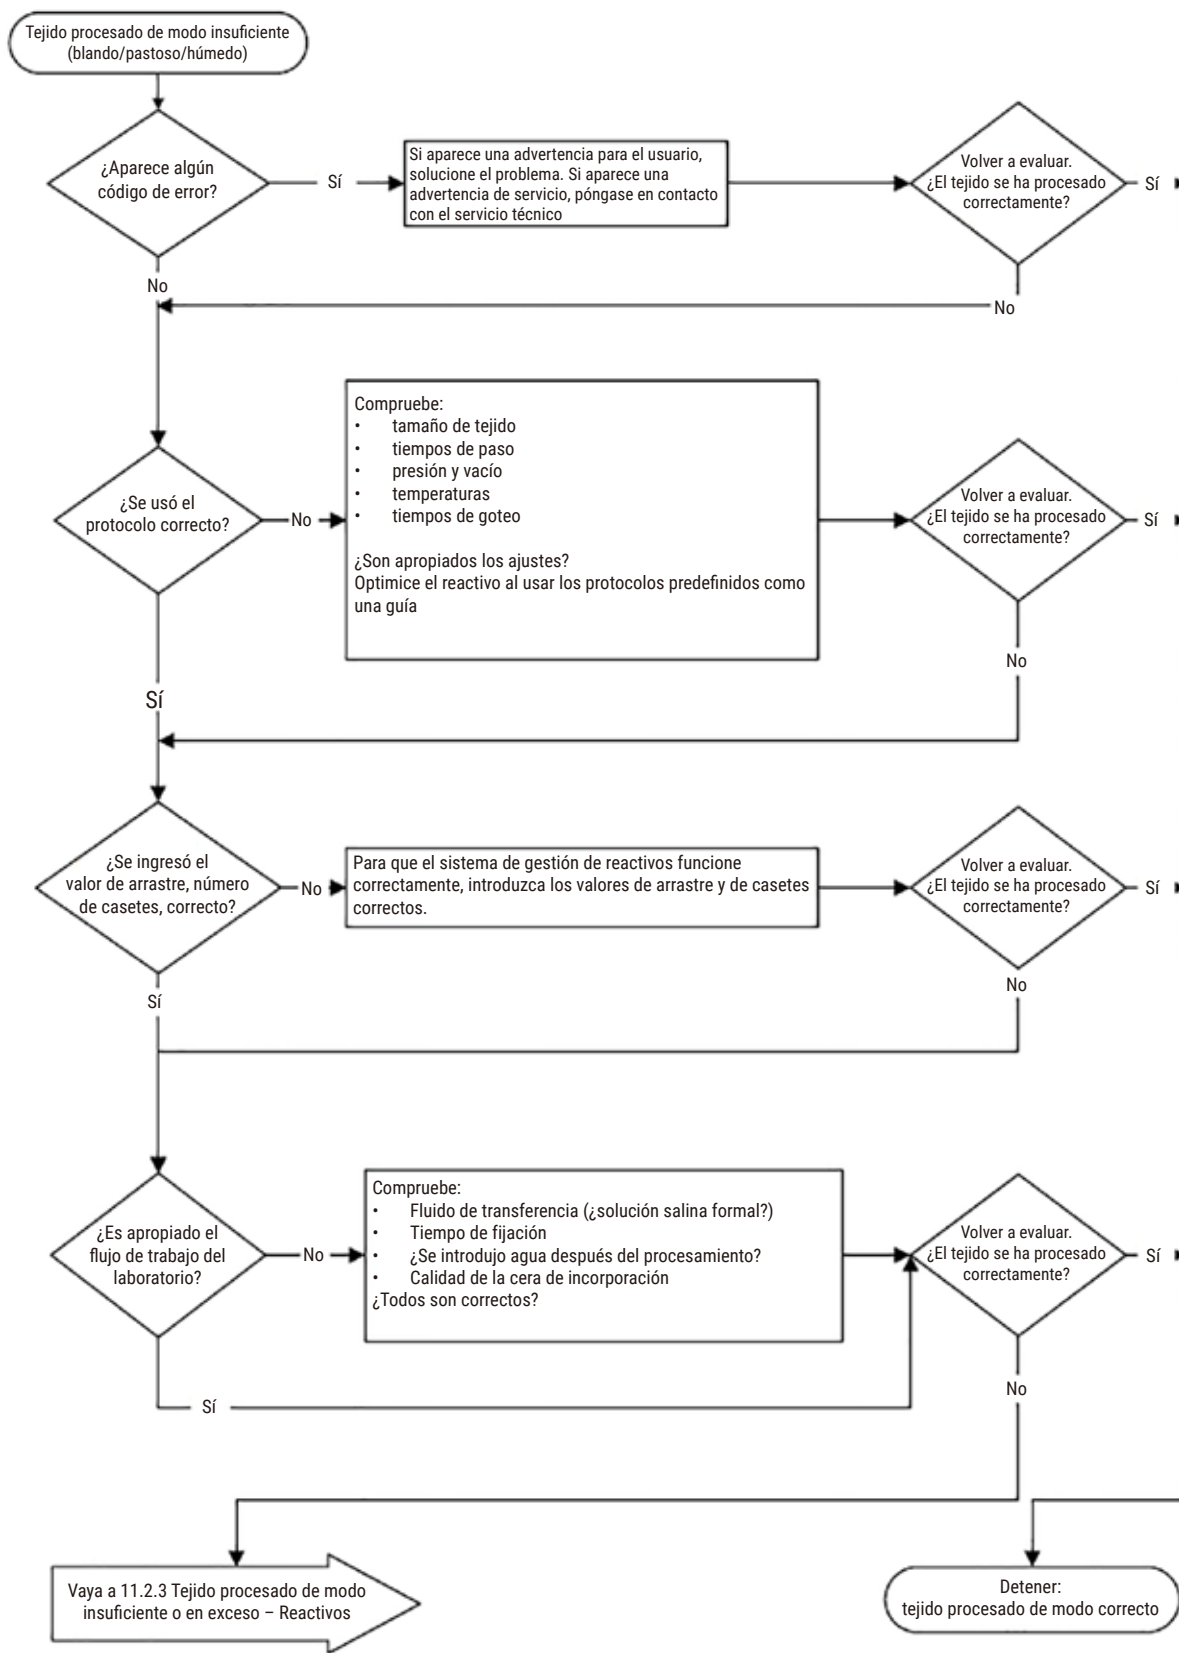 Tejido procesado de modo insuficiente
(blando/pastoso/húmedo)
¿Aparece algún
código de error?
Sí
Si aparece una advertencia para el usuario,
solucione el problema. Si aparece una
advertencia de servicio, póngase en contacto
con el servicio técnico
Volver a evaluar.
¿El tejido se ha procesado
correctamente?
Sí
No
No
¿Se usó el
protocolo correcto?
No
Compruebe:
• tamaño de tejido
• tiempos de paso
• presión y vacío
• temperaturas
• tiempos de goteo
¿Son apropiados los ajustes?
Optimice el reactivo al usar los protocolos predefinidos como
una guía
Volver a evaluar.
¿El tejido se ha procesado
correctamente?
Sí
No
Sí
¿Se ingresó el
valor de arrastre, número
de casetes, correcto?
No
Para que el sistema de gestión de reactivos funcione
correctamente, introduzca los valores de arrastre y de casetes
correctos.
Volver a evaluar.
¿El tejido se ha procesado
correctamente?
Sí
No
Sí
¿Es apropiado el
flujo de trabajo del
laboratorio?
No
Compruebe:
• Fluido de transferencia (¿solución salina formal?)
• Tiempo de fijación
• ¿Se introdujo agua después del procesamiento?
• Calidad de la cera de incorporación
¿Todos son correctos?
Volver a evaluar.
¿El tejido se ha procesado
correctamente?
Sí
No
Sí
Vaya a 11.2.3 Tejido procesado de modo
insuficiente o en exceso – Reactivos
Detener:
tejido procesado de modo correcto